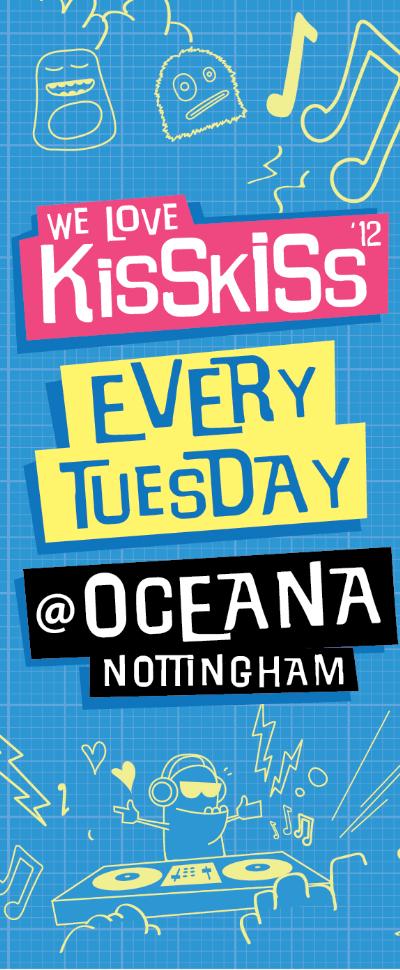 WE LOVE
KISSKISS '12
EVERY
TUESDAY
@OCEANA
NOTTINGHAM